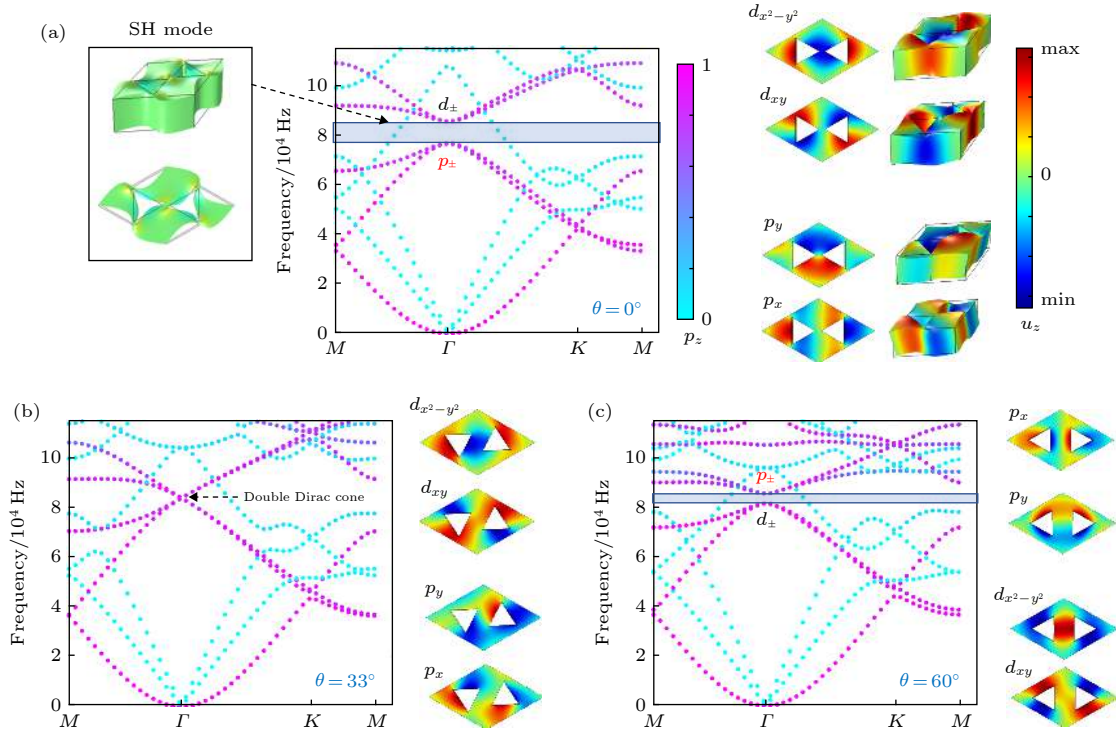 (a)
SH mode
Frequency/10⁴ Hz
10
8
6
4
2
0
d±
p±
θ=0°
M Γ K M
1
0
p_z
d_{x²−y²}
d_{xy}
p_y
p_x
max
0
min
u_z
(b)
Frequency/10⁴ Hz
10
8
6
4
2
0
Double Dirac cone
θ=33°
M Γ K M
d_{x²−y²}
d_{xy}
p_y
p_x
(c)
Frequency/10⁴ Hz
10
8
6
4
2
0
p±
d±
θ=60°
M Γ K M
p_x
p_y
d_{x²−y²}
d_{xy}